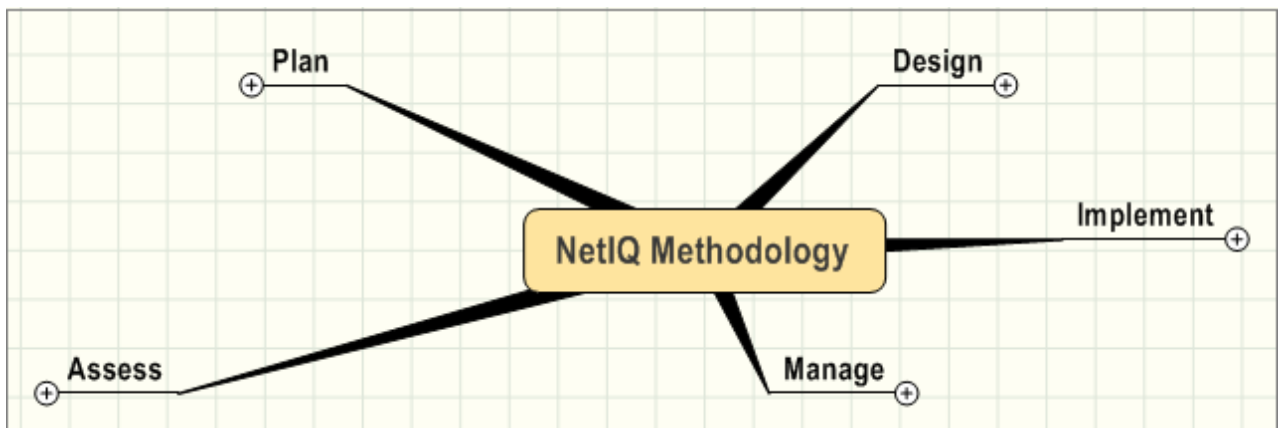 Plan
Design
Implement
NetIQ Methodology
Assess
Manage